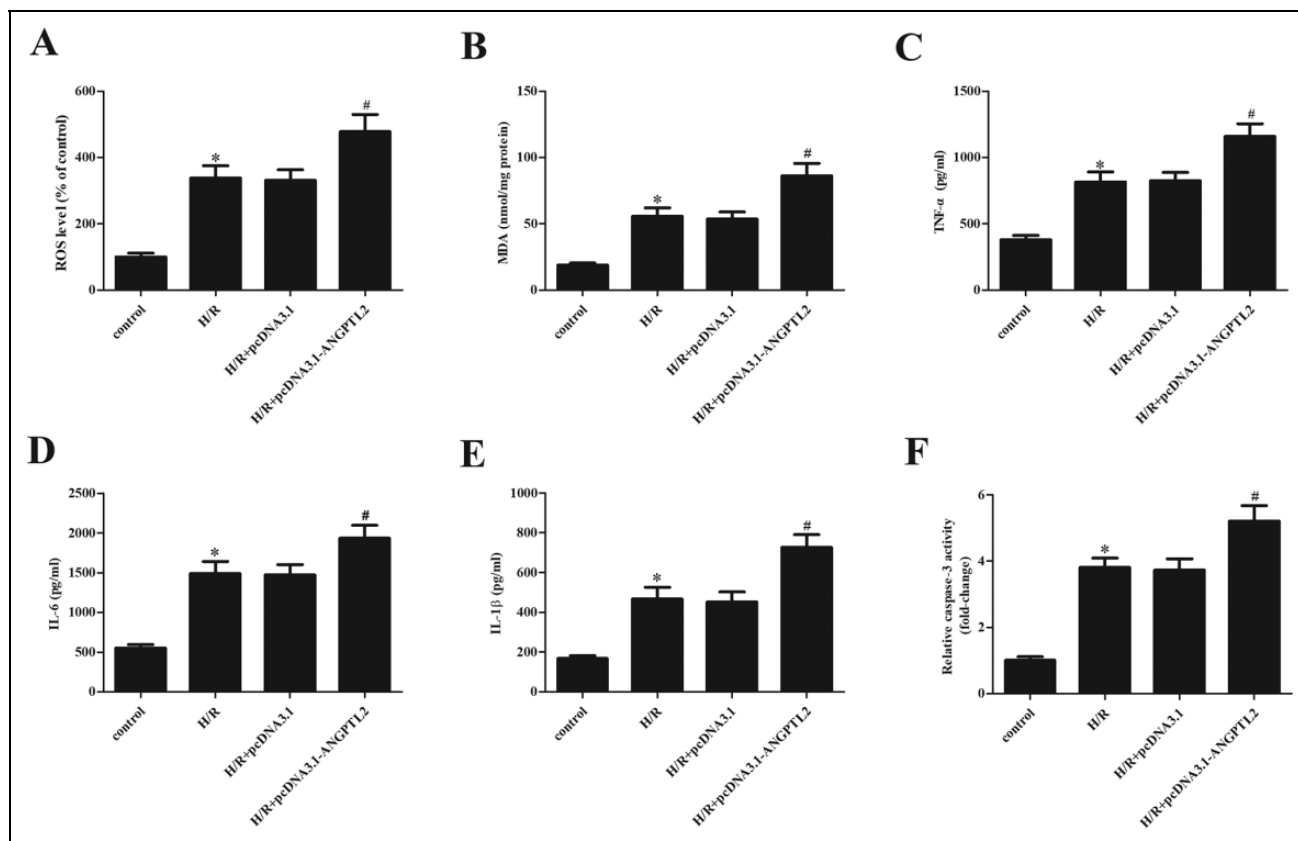 A
ROS level (% of control)
600
400
200
0
*
#
control
H/R
H/R+pcDNA3.1
H/R+pcDNA3.1-ANGPTL2
B
MDA (nmol/mg protein)
150
100
50
0
*
#
control
H/R
H/R+pcDNA3.1
H/R+pcDNA3.1-ANGPTL2
C
TNF-α (pg/ml)
1500
1000
500
0
*
#
control
H/R
H/R+pcDNA3.1
H/R+pcDNA3.1-ANGPTL2
D
IL-6 (pg/ml)
2500
2000
1500
1000
500
0
*
#
control
H/R
H/R+pcDNA3.1
H/R+pcDNA3.1-ANGPTL2
E
IL-1β (pg/ml)
1000
800
600
400
200
0
*
#
control
H/R
H/R+pcDNA3.1
H/R+pcDNA3.1-ANGPTL2
F
Relative caspase-3 activity
(fold-change)
6
4
2
0
*
#
control
H/R
H/R+pcDNA3.1
H/R+pcDNA3.1-ANGPTL2